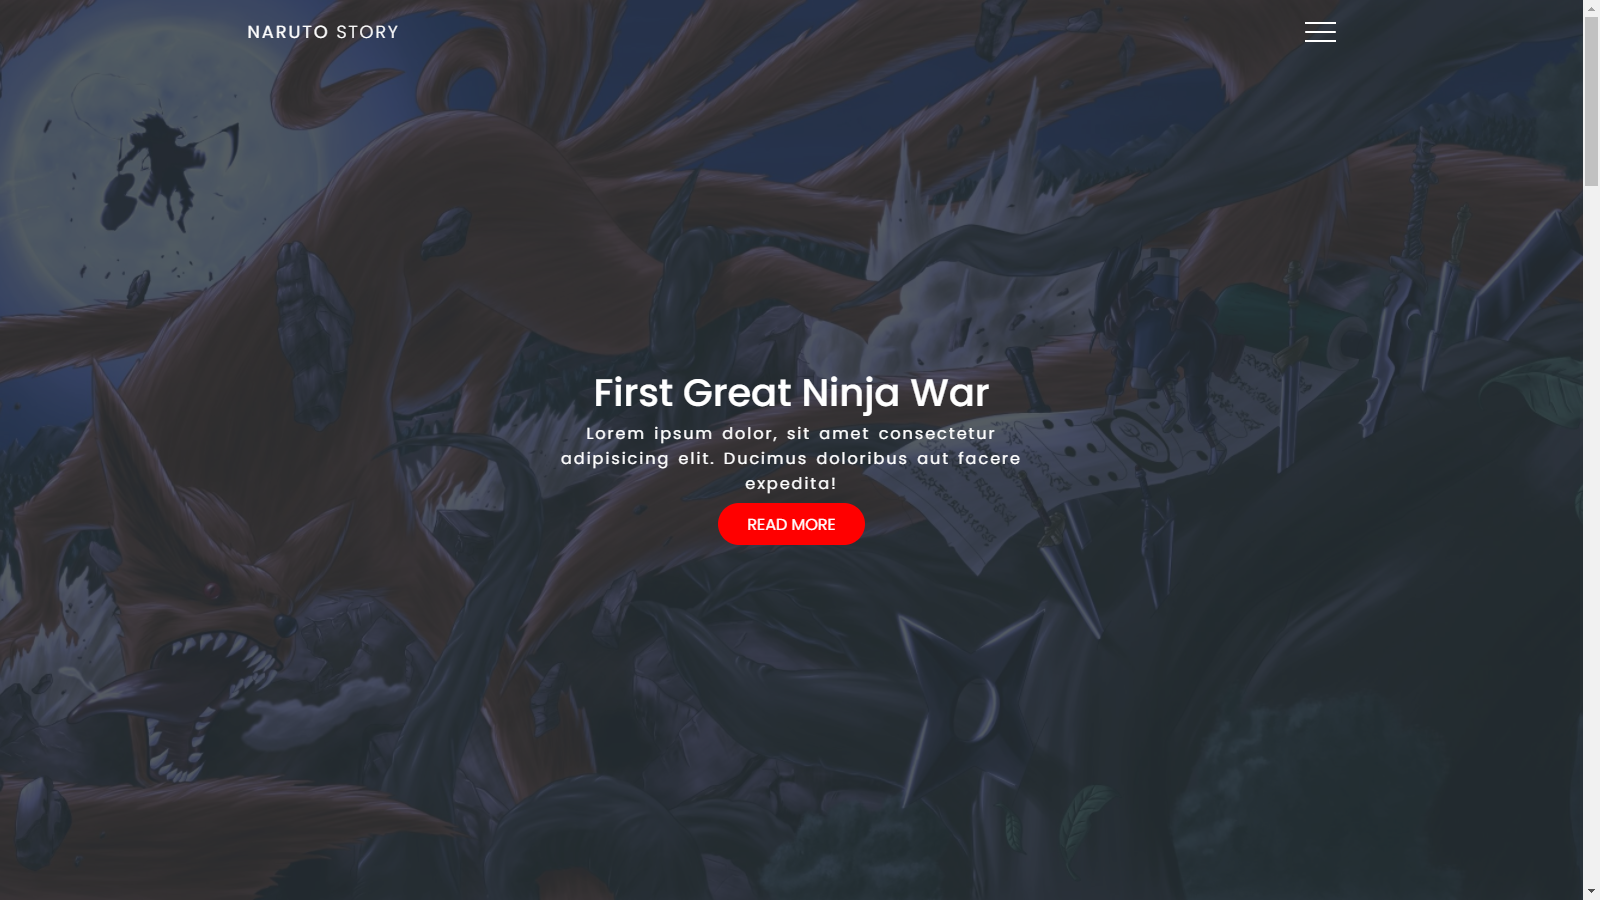 NARUTO STORY
First Great Ninja War
Lorem ipsum dolor, sit amet consectetur
adipisicing elit. Ducimus doloribus aut facere
expedita!
READ MORE